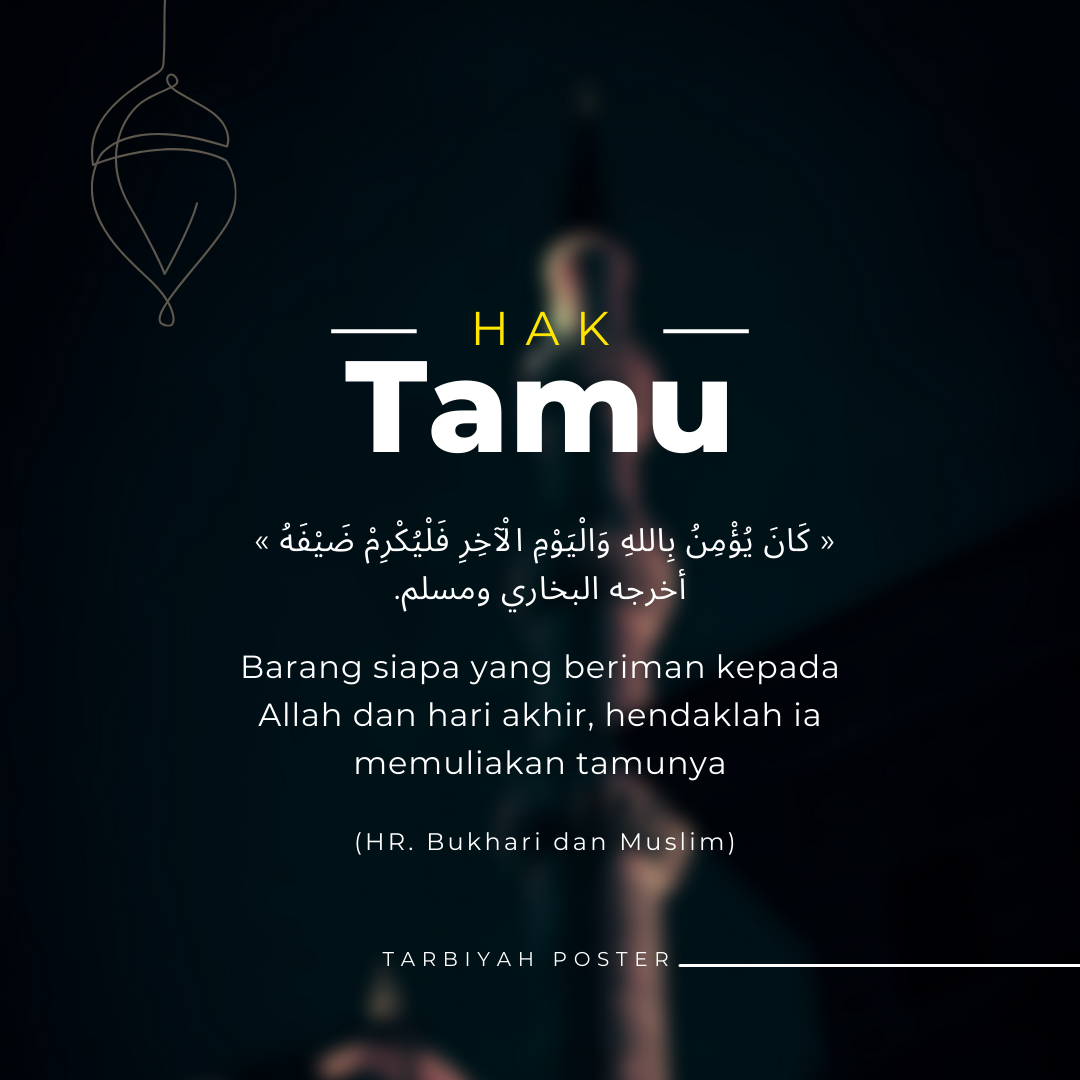 HAK
Tamu
« كَانَ يُؤْمِنُ بِاللهِ وَالْيَوْمِ الْآخِرِ فَلْيُكْرِمْ ضَيْفَهُ »
أخرجه البخاري ومسلم.
Barang siapa yang beriman kepada
Allah dan hari akhir, hendaklah ia
memuliakan tamunya
(HR. Bukhari dan Muslim)
TARBIYAH POSTER